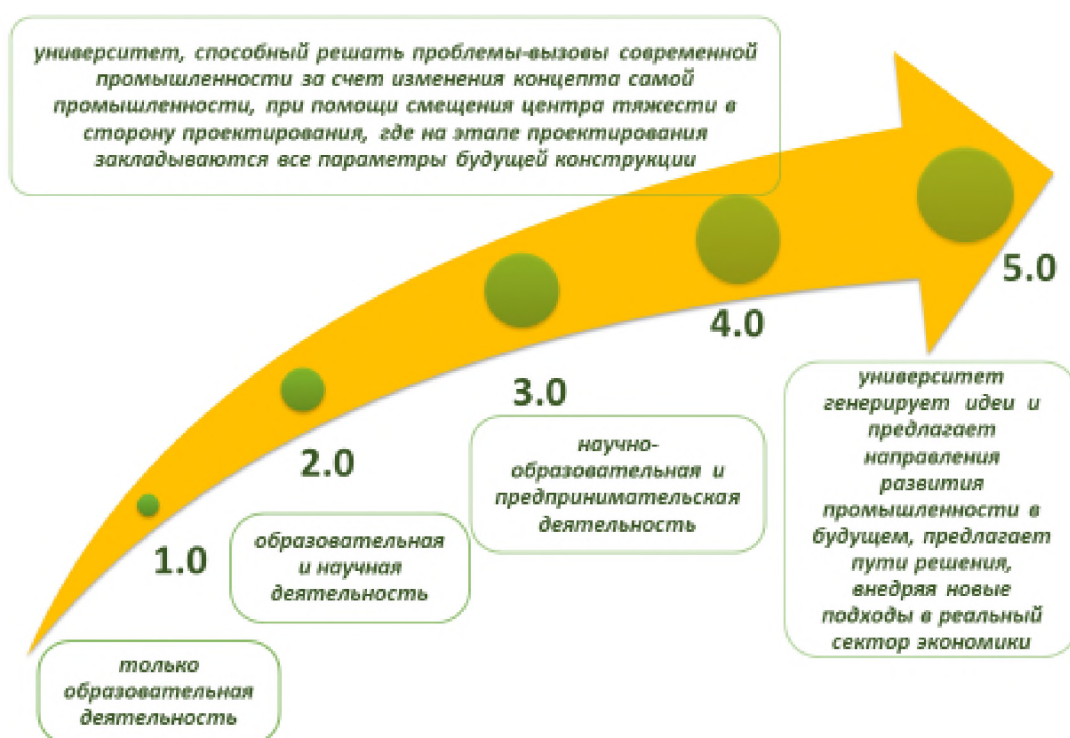 университет, способный решать проблемы-вызовы современной
промышленности за счет изменения концепта самой
промышленности, при помощи смещения центра тяжести в
сторону проектирования, где на этапе проектирования
закладываются все параметры будущей конструкции
5.0
4.0
3.0
2.0
1.0
университет
генерирует идеи и
предлагает
направления
развития
промышленности в
будущем, предлагает
пути решения,
внедряя новые
подходы в реальный
сектор экономики
научно-
образовательная и
предпринимательская
деятельность
образовательная
и научная
деятельность
только
образовательная
деятельность